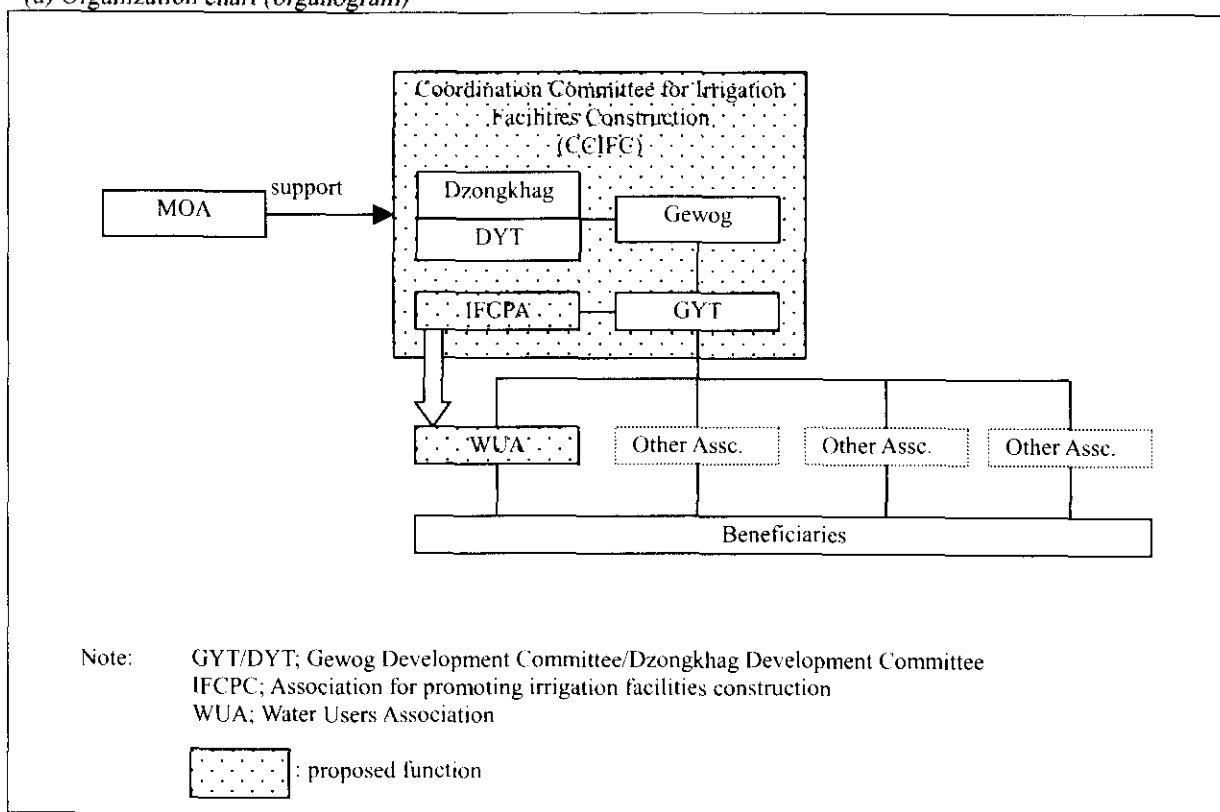 (a) Organization chart (organogram)
Coordination Committee for Irrigation
Facilities Construction
(CCIFC)
MOA
support
Dzongkhag
DYT
Gewog
IFCPA
GYT
WUA
Other Assc.
Other Assc.
Other Assc.
Beneficiaries
Note: GYT/DYT; Gewog Development Committee/Dzongkhag Development Committee
IFCPC; Association for promoting irrigation facilities construction
WUA; Water Users Association
: proposed function